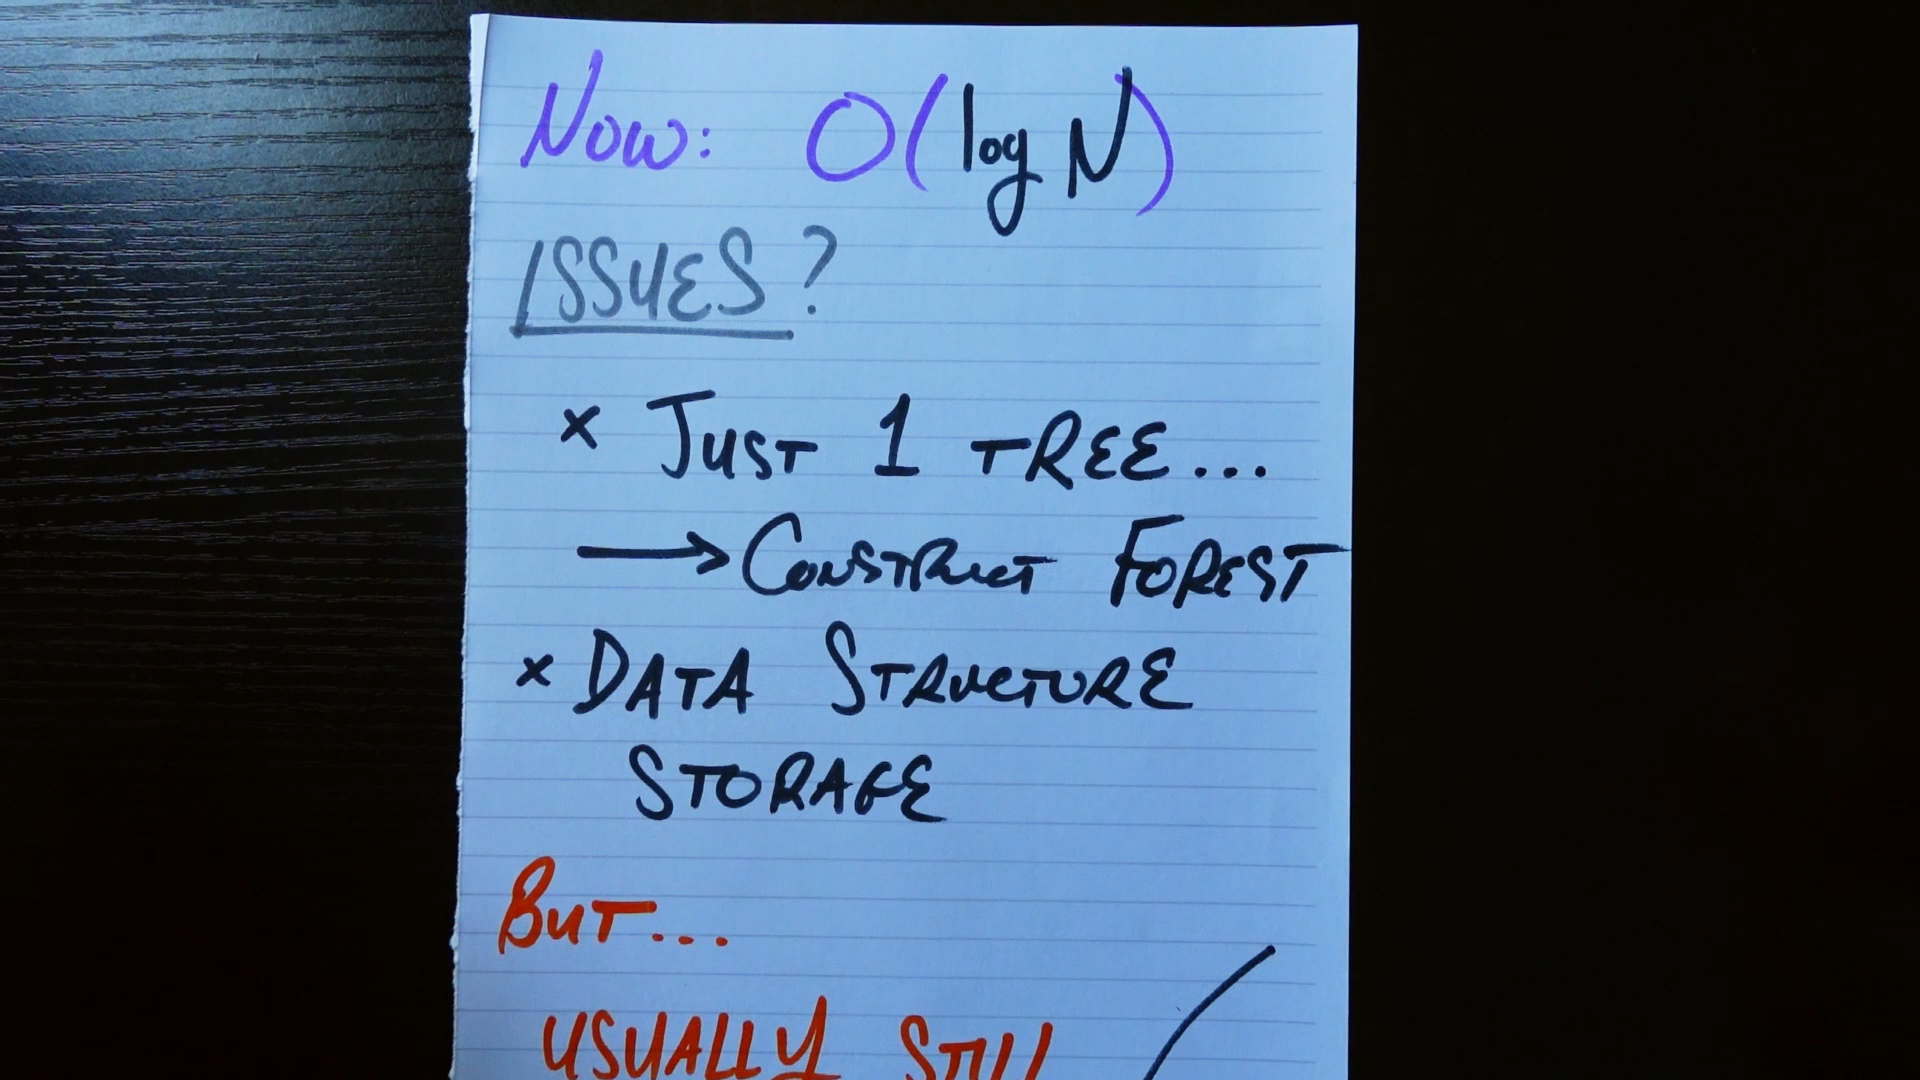 Now: O(log N)
ISSUES?
x JUST 1 TREE...
→ CONSTRUCT FOREST
x DATA STRUCTURE
STORAGE
BUT...
USUALLY STILL